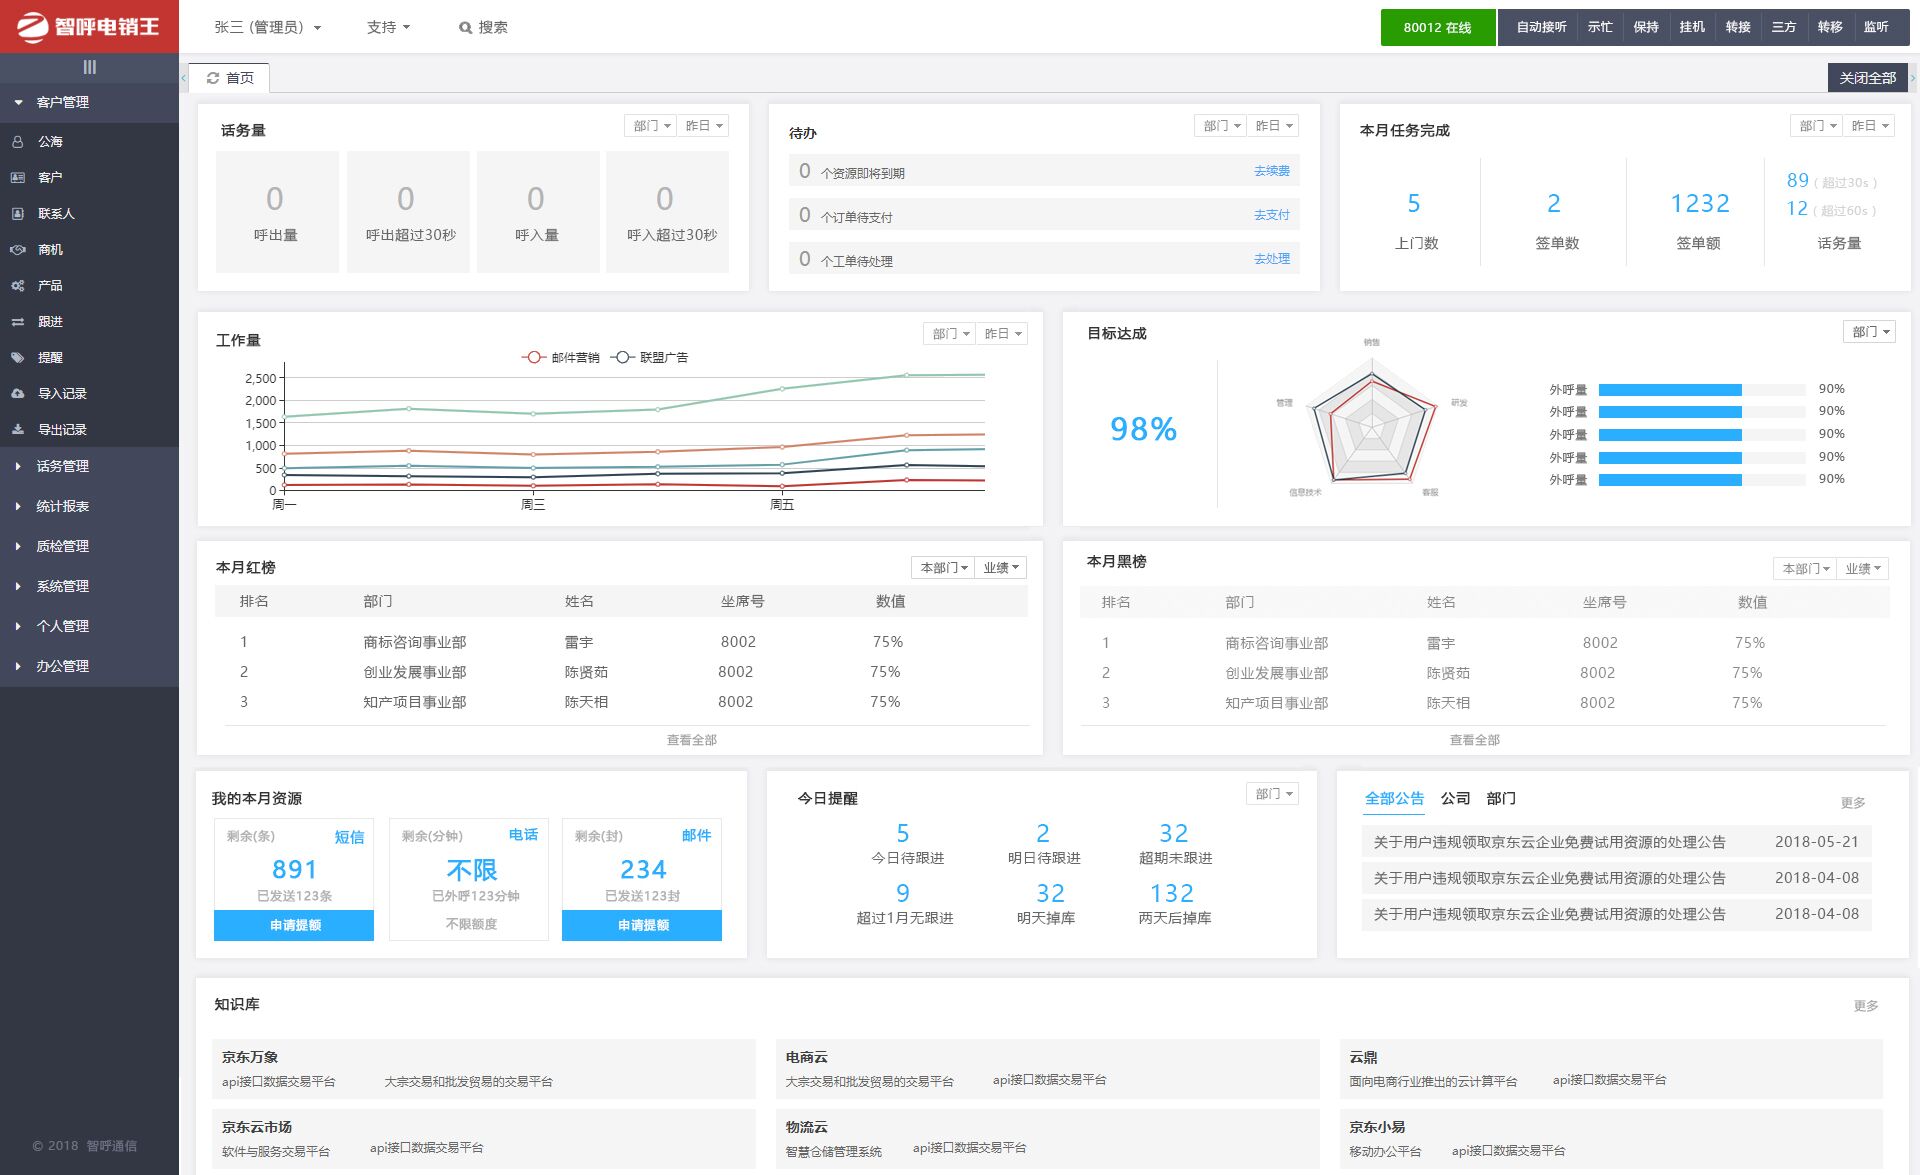 智呼电销王
张三 (管理员)
支持
搜索
80012 在线
自动接听 示忙 保持 挂机 转接 三方 转移 监听
首页
关闭全部
客户管理
公海
客户
联系人
商机
产品
跟进
提醒
导入记录
导出记录
话务管理
统计报表
质检管理
系统管理
个人管理
办公管理
© 2018 智呼通信
话务量
部门 昨日
0 0 0 0
呼出量 呼出超过30秒 呼入量 呼入超过30秒
待办
部门 昨日
0 个资源即将到期 去续费
0 个订单待支付 去支付
0 个工单待处理 去处理
本月任务完成
部门 昨日
5 2 1232
89 ( 超过30s )
12 ( 超过60s )
上门数 签单数 签单额 话务量
工作量
部门 昨日
邮件营销 联盟广告
2,500
2,000
1,500
1,000
500
0
周一 周三 周五
目标达成
部门
98%
销售
管理
研发
信息技术
客服
外呼量 90%
外呼量 90%
外呼量 90%
外呼量 90%
外呼量 90%
本月红榜
本部门 业绩
排名 部门 姓名 坐席号 数值
1 商标咨询事业部 雷宇 8002 75%
2 创业发展事业部 陈贤茹 8002 75%
3 知产项目事业部 陈天相 8002 75%
查看全部
本月黑榜
本部门 业绩
排名 部门 姓名 坐席号 数值
1 商标咨询事业部 雷宇 8002 75%
2 创业发展事业部 陈贤茹 8002 75%
3 知产项目事业部 陈天相 8002 75%
查看全部
我的本月资源
剩余(条) 短信
891
已发送123条
申请提额
剩余(分钟) 电话
不限
已外呼123分钟
不限额度
剩余(封) 邮件
234
已发送123封
申请提额
今日提醒
部门
5 2 32
今日待跟进 明日待跟进 超期未跟进
9 32 132
超过1月无跟进 明天掉库 两天后掉库
全部公告 公司 部门
更多
关于用户违规领取京东云企业免费试用资源的处理公告 2018-05-21
关于用户违规领取京东云企业免费试用资源的处理公告 2018-04-08
关于用户违规领取京东云企业免费试用资源的处理公告 2018-04-08
知识库
更多
京东万象
api接口数据交易平台 大宗交易和批发贸易的交易平台
电商云
大宗交易和批发贸易的交易平台 api接口数据交易平台
云鼎
面向电商行业推出的云计算平台 api接口数据交易平台
京东云市场
软件与服务交易平台 api接口数据交易平台
物流云
智慧仓储管理系统 api接口数据交易平台
京东小易
移动办公平台 api接口数据交易平台